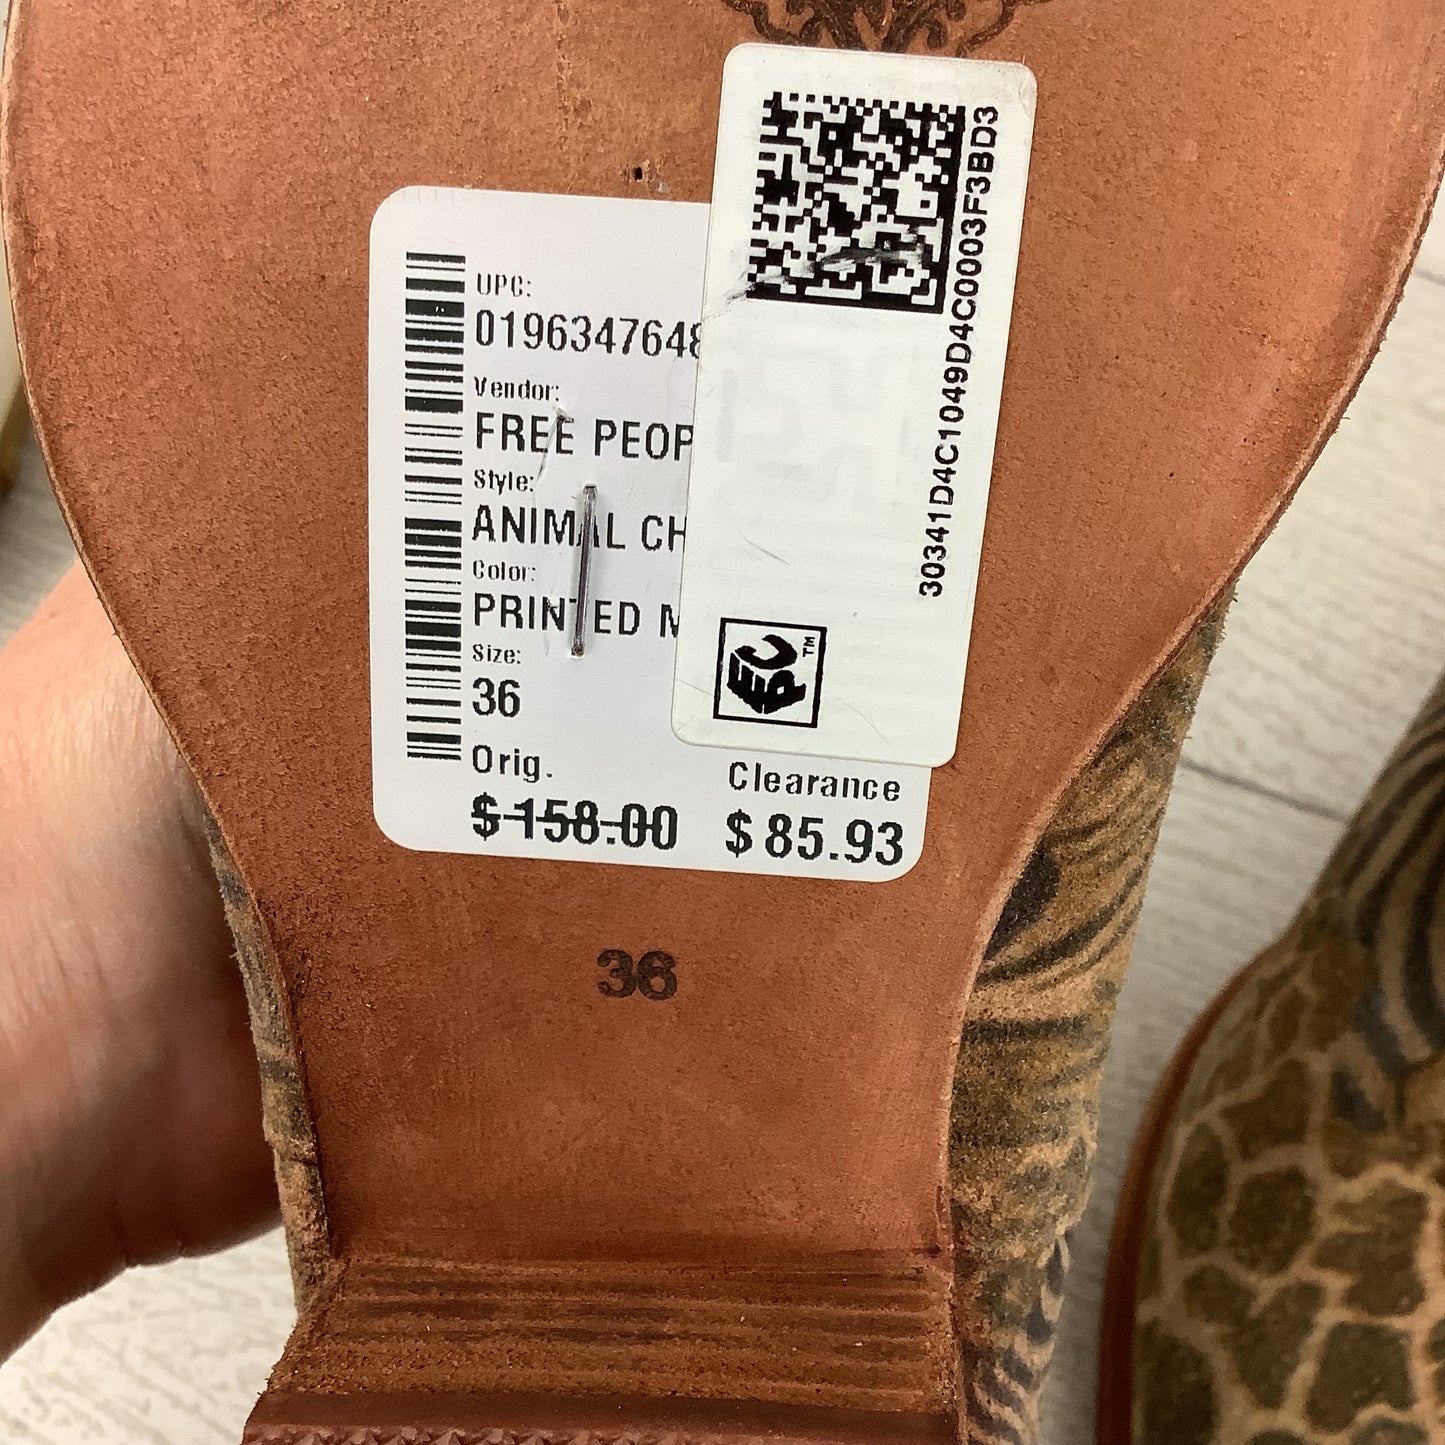 UPC:
0196347648
Vendor:
FREE PEOP
Style:
ANIMAL CH
Color:
PRINTED
Size:
36
Orig.
$158.00
Clearance
$85.93
30341D4C1049D4C0003F3BD3
EPC™
36